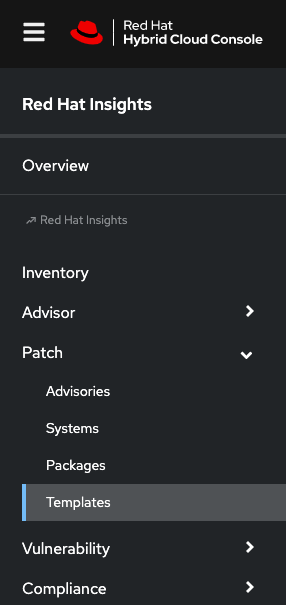 Red Hat
Hybrid Cloud Console
Red Hat Insights
Overview
Red Hat Insights
Inventory
Advisor
Patch
Advisories
Systems
Packages
Templates
Vulnerability
Compliance